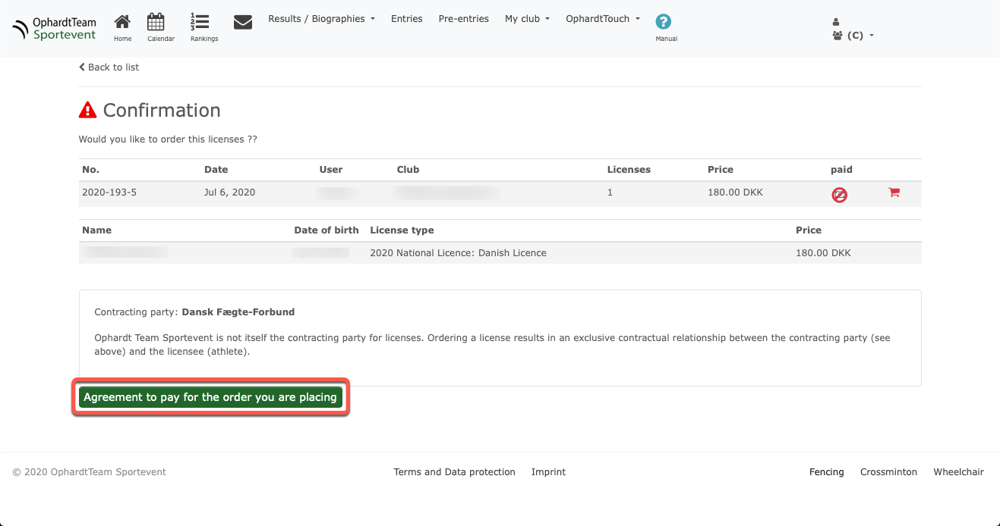 OphardtTeam
Sportevent
Home
Calendar
1
2
3
Rankings
Results / Biographies
Entries
Pre-entries
My club
OphardtTouch
?
Manual
(C)
Back to list
Confirmation
Would you like to order this licenses ??
No. Date User Club Licenses Price paid
2020-193-5 Jul 6, 2020 1 180.00 DKK
Name Date of birth License type Price
2020 National Licence: Danish Licence 180.00 DKK
Contracting party: Dansk Fægte-Forbund
Ophardt Team Sportevent is not itself the contracting party for licenses. Ordering a license results in an exclusive contractual relationship between the contracting party (see
above) and the licensee (athlete).
Agreement to pay for the order you are placing
© 2020 OphardtTeam Sportevent Terms and Data protection Imprint Fencing Crossminton Wheelchair